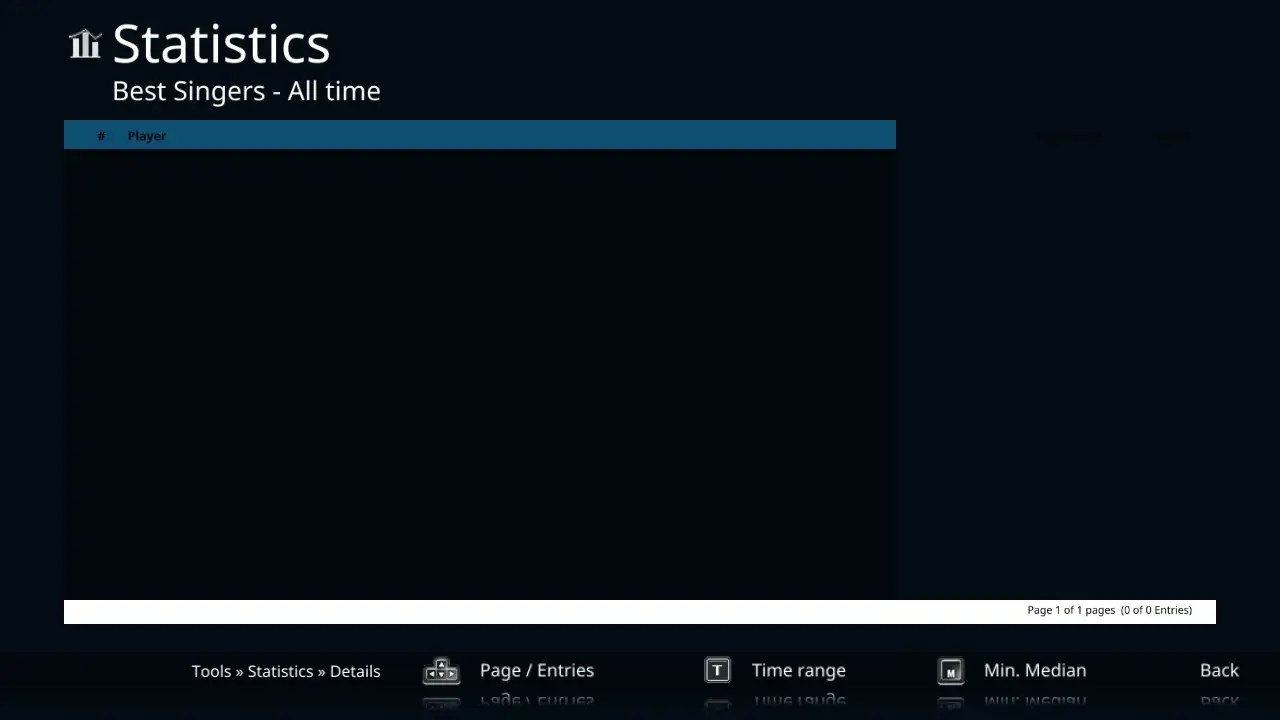 Statistics
Best Singers - All time
# Player
Page 1 of 1 pages (0 of 0 Entries)
Tools » Statistics » Details
Page / Entries
T Time range
M Min. Median
Back